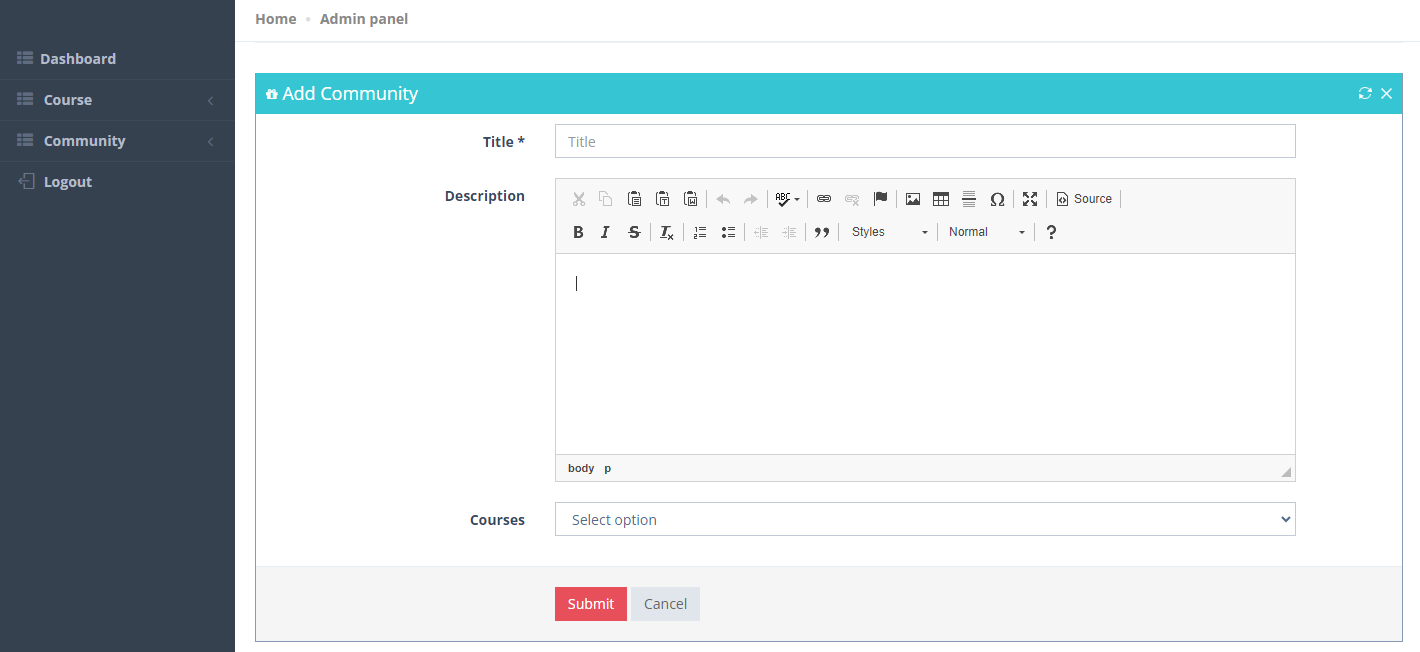 Home • Admin panel
Dashboard
Course
Community
Logout
Add Community
Title *
Title
Description
ABC
Source
Styles
Normal
?
body p
Courses
Select option
Submit Cancel